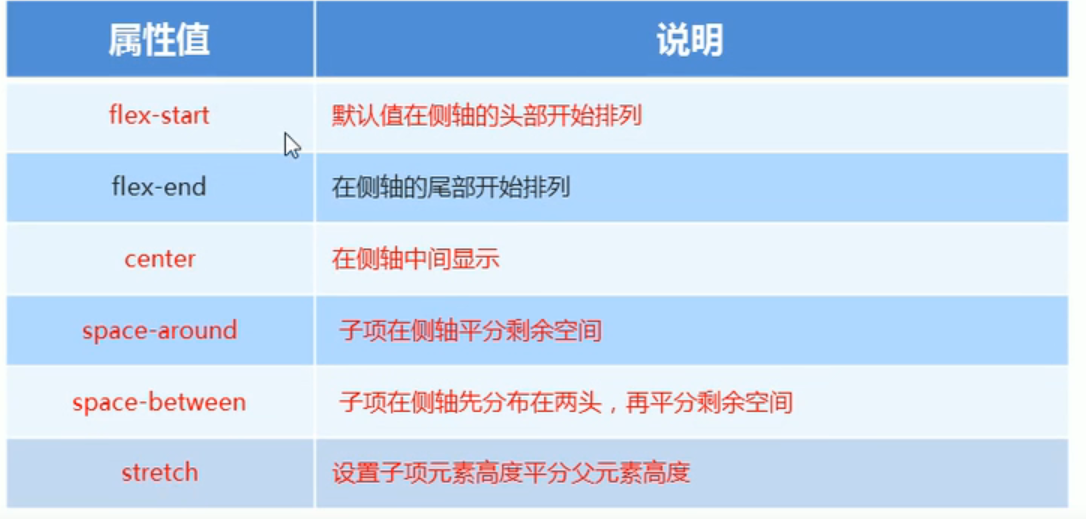 属性值 说明
flex-start 默认值在侧轴的头部开始排列
flex-end 在侧轴的尾部开始排列
center 在侧轴中间显示
space-around 子项在侧轴平分剩余空间
space-between 子项在侧轴先分布在两头，再平分剩余空间
stretch 设置子项元素高度平分父元素高度